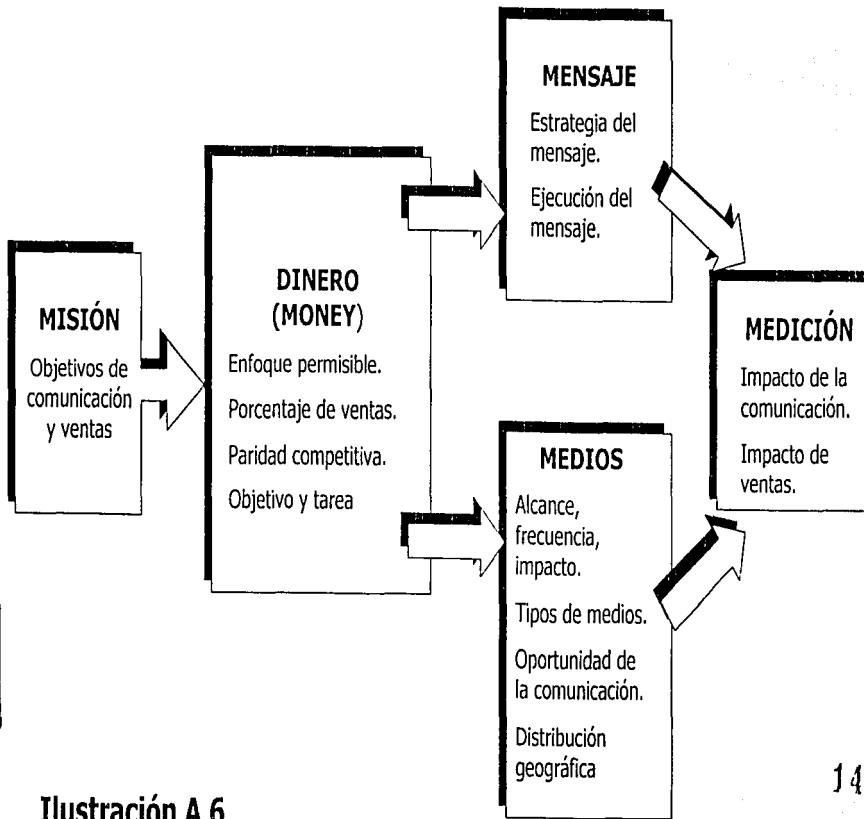 MISIÓN
Objetivos de
comunicación
y ventas
DINERO
(MONEY)
Enfoque permisible.
Porcentaje de ventas.
Paridad competitiva.
Objetivo y tarea
MENSAJE
Estrategia del
mensaje.
Ejecución del
mensaje.
MEDIOS
Alcance,
frecuencia,
impacto.
Tipos de medios.
Oportunidad de
la comunicación.
Distribución
geográfica
MEDICIÓN
Impacto de la
comunicación.
Impacto de
ventas.
14
Ilustración A.6